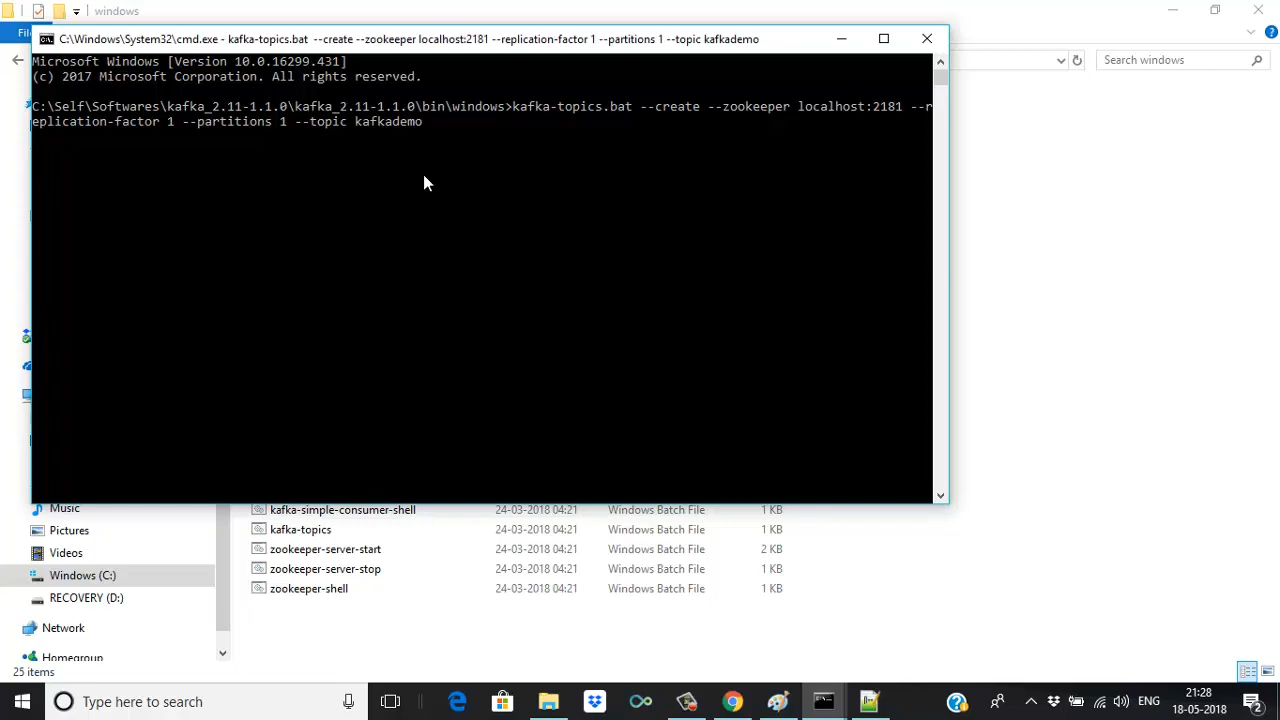 windows
Fil
C:\Windows\System32\cmd.exe - kafka-topics.bat  --create --zookeeper localhost:2181 --replication-factor 1 --partitions 1 --topic kafkademo
Search windows
Microsoft Windows [Version 10.0.16299.431]
(c) 2017 Microsoft Corporation. All rights reserved.
C:\Self\Softwares\kafka_2.11-1.1.0\kafka_2.11-1.1.0\bin\windows>kafka-topics.bat --create --zookeeper localhost:2181 --r
eplication-factor 1 --partitions 1 --topic kafkademo
Music
kafka-simple-consumer-shell 24-03-2018 04:21 Windows Batch File 1 KB
Pictures
kafka-topics 24-03-2018 04:21 Windows Batch File 1 KB
Videos
zookeeper-server-start 24-03-2018 04:21 Windows Batch File 2 KB
Windows (C:)
zookeeper-server-stop 24-03-2018 04:21 Windows Batch File 1 KB
RECOVERY (D:)
zookeeper-shell 24-03-2018 04:21 Windows Batch File 1 KB
Network
Homegroup
25 items
Type here to search
ENG
21:28
18-05-2018
2